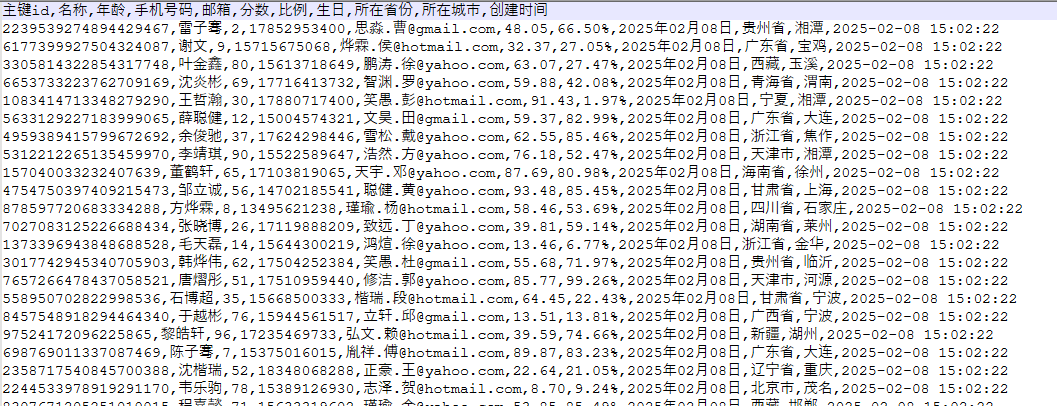 主键id,名称,年龄,手机号码,邮箱,分数,比例,生日,所在省份,所在城市,创建时间
2239539274894429467,雷子骞,2,17852953400,思淼.曹@gmail.com,48.05,66.50%,2025年02月08日,贵州省,湘潭,2025-02-08 15:02:22
6177399927504324087,谢文,9,15715675068,烨霖.侯@hotmail.com,32.37,27.05%,2025年02月08日,广东省,宝鸡,2025-02-08 15:02:22
3305814322854317748,叶金鑫,80,15613718649,鹏涛.徐@yahoo.com,63.07,27.47%,2025年02月08日,西藏,玉溪,2025-02-08 15:02:22
6653733223762709169,沈炎彬,69,17716413732,智渊.罗@yahoo.com,59.88,42.08%,2025年02月08日,青海省,渭南,2025-02-08 15:02:22
1083414713348279290,王哲瀚,30,17880717400,笑愚.彭@hotmail.com,91.43,1.97%,2025年02月08日,宁夏,湘潭,2025-02-08 15:02:22
5633129227183999065,薛聪健,12,15004574321,文昊.田@gmail.com,59.37,82.99%,2025年02月08日,广东省,大连,2025-02-08 15:02:22
4959389415799672692,余俊驰,37,17624298446,雪松.戴@yahoo.com,62.55,85.46%,2025年02月08日,浙江省,焦作,2025-02-08 15:02:22
5312212265135459970,李靖琪,90,15522589647,浩然.方@yahoo.com,76.18,52.47%,2025年02月08日,天津市,湘潭,2025-02-08 15:02:22
157040033232407639,董鹤轩,65,17103819065,天宇.邓@yahoo.com,87.69,80.98%,2025年02月08日,海南省,徐州,2025-02-08 15:02:22
4754750397409215473,邹立诚,56,14702185541,聪健.黄@yahoo.com,93.48,85.45%,2025年02月08日,甘肃省,上海,2025-02-08 15:02:22
878597720683334288,方烨霖,8,13495621238,瑾瑜.杨@hotmail.com,58.46,53.69%,2025年02月08日,四川省,石家庄,2025-02-08 15:02:22
7027083125226688434,张晓博,26,17119888209,致远.丁@gmail.com,39.81,59.14%,2025年02月08日,湖南省,莱州,2025-02-08 15:02:22
1373396943848688528,毛天磊,14,15644300219,鸿煊.徐@gmail.com,13.46,6.77%,2025年02月08日,浙江省,金华,2025-02-08 15:02:22
3017742945340705903,韩烨伟,62,17504252384,笑愚.杜@gmail.com,55.68,71.97%,2025年02月08日,贵州省,临沂,2025-02-08 15:02:22
7657266478437058521,唐熠彤,51,17510959440,修洁.郭@yahoo.com,85.77,99.26%,2025年02月08日,天津市,河源,2025-02-08 15:02:22
558950702822998536,石博超,35,15668500333,楷瑞.段@hotmail.com,64.45,22.43%,2025年02月08日,甘肃省,宁波,2025-02-08 15:02:22
8457548918294464340,于越彬,76,15944561517,立轩.邱@gmail.com,13.51,13.81%,2025年02月08日,广西省,宁波,2025-02-08 15:02:22
975241720962 25865,黎皓轩,96,17235469733,弘文.赖@hotmail.com,39.59,74.66%,2025年02月08日,新疆,湖州,2025-02-08 15:02:22
698769011337087469,陈子骞,7,15375016015,胤祥.傅@hotmail.com,89.87,83.23%,2025年02月08日,广东省,大连,2025-02-08 15:02:22
2358717540845700388,沈楷瑞,52,18348068288,正豪.王@yahoo.com,22.64,21.05%,2025年02月08日,辽宁省,重庆,2025-02-08 15:02:22
2244533978919291170,韦乐驹,78,15389126930,志泽.贺@hotmail.com,8.70,9.24%,2025年02月08日,北京市,茂名,2025-02-08 15:02:22